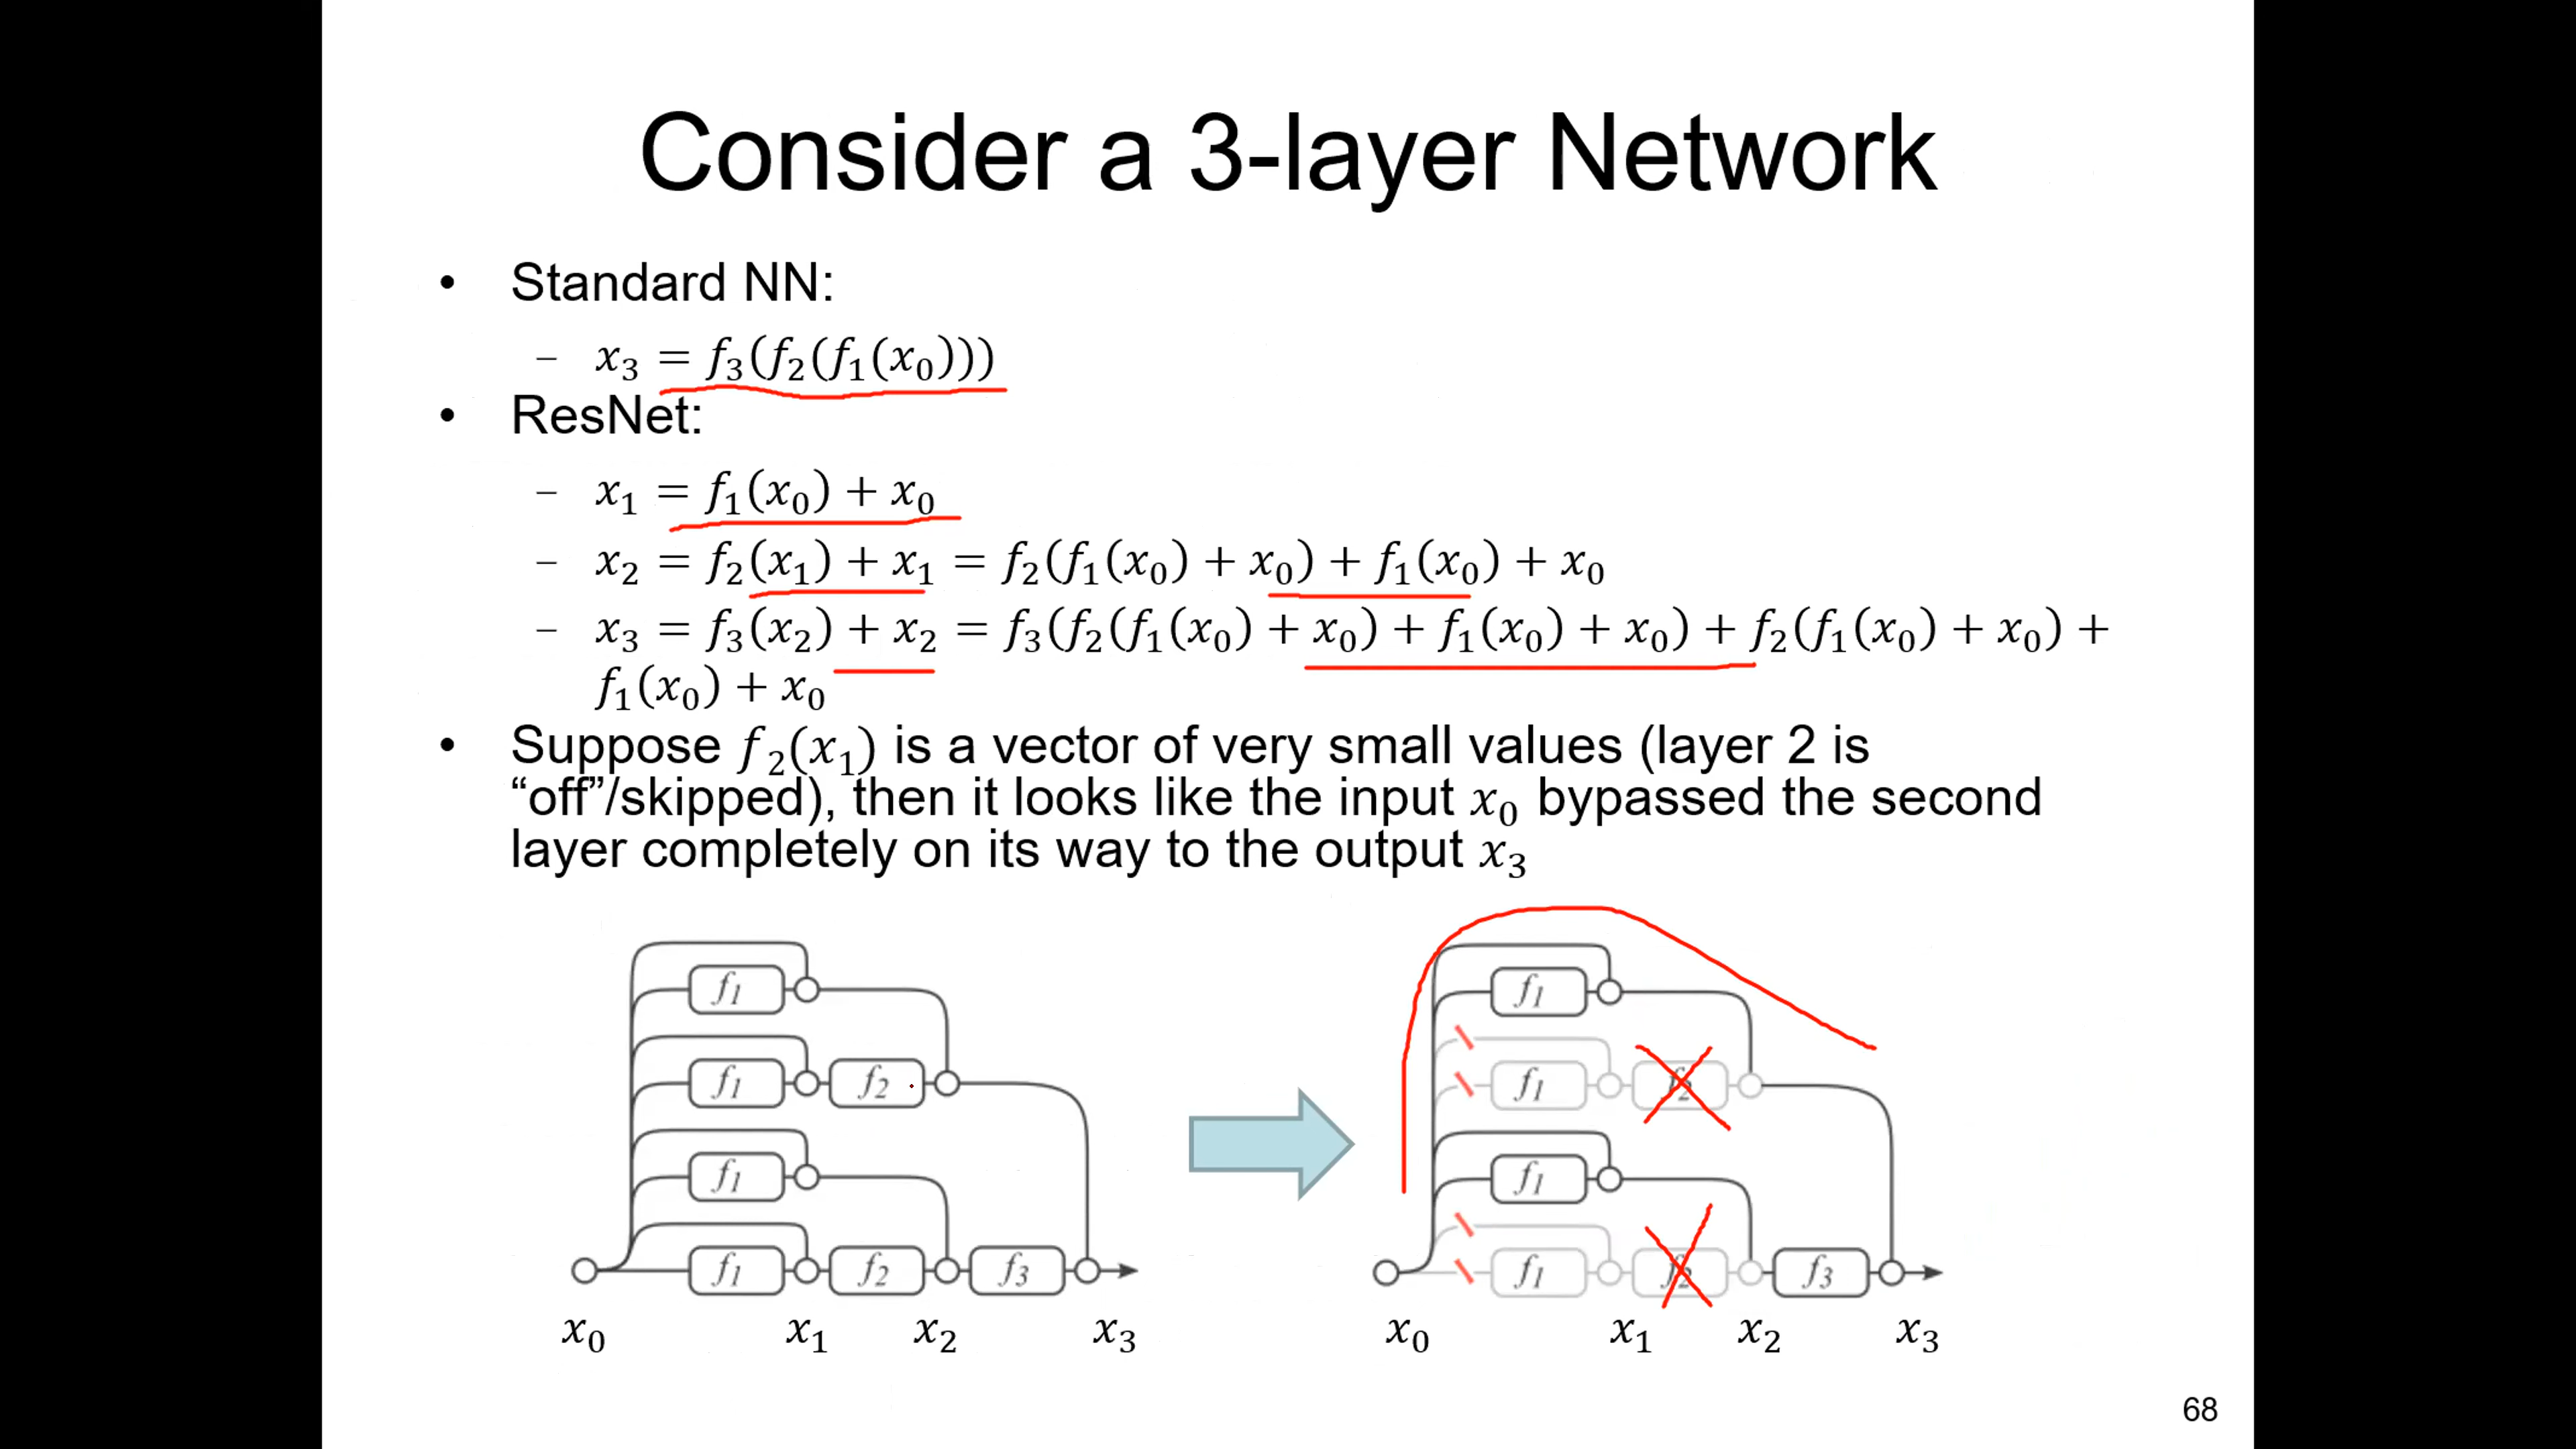 Consider a 3-layer Network
• Standard NN:
– x₃ = f₃(f₂(f₁(x₀)))
• ResNet:
– x₁ = f₁(x₀) + x₀
– x₂ = f₂(x₁) + x₁ = f₂(f₁(x₀) + x₀) + f₁(x₀) + x₀
– x₃ = f₃(x₂) + x₂ = f₃(f₂(f₁(x₀) + x₀) + f₁(x₀) + x₀) + f₂(f₁(x₀) + x₀) +
f₁(x₀) + x₀
• Suppose f₂(x₁) is a vector of very small values (layer 2 is
“off”/skipped), then it looks like the input x₀ bypassed the second
layer completely on its way to the output x₃
f₁
f₁ f₂
f₁
f₁ f₂ f₃
x₀ x₁ x₂ x₃
f₁
f₁ f₂
f₁
f₁ f₂ f₃
x₀ x₁ x₂ x₃
68